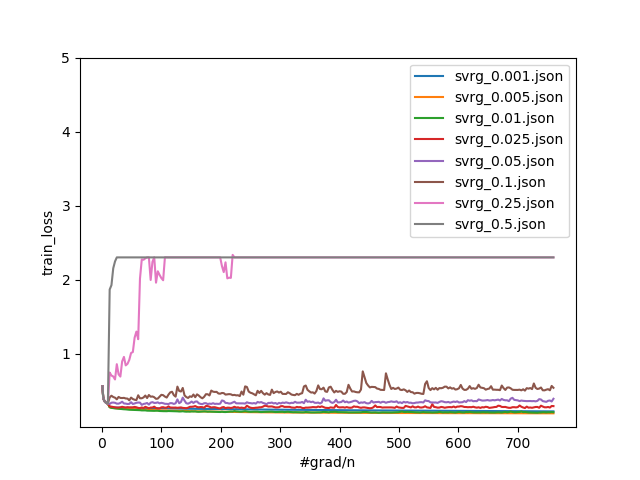 5
4
3
2
1
train_loss
svrg_0.001.json
svrg_0.005.json
svrg_0.01.json
svrg_0.025.json
svrg_0.05.json
svrg_0.1.json
svrg_0.25.json
svrg_0.5.json
0 100 200 300 400 500 600 700
#grad/n